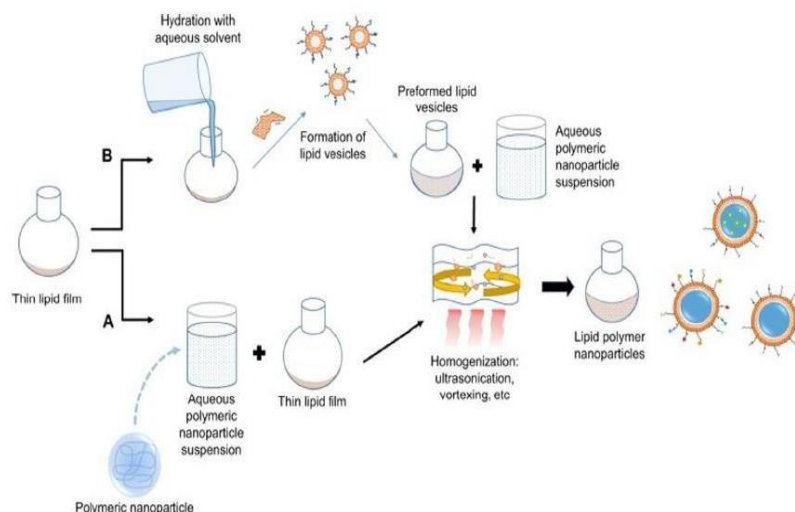 Hydration with
aqueous solvent
B
Formation of
lipid vesicles
Preformed lipid
vesicles
+
Aqueous
polymeric
nanoparticle
suspension
Thin lipid film
A
+
Aqueous
polymeric
nanoparticle
suspension
Thin lipid film
Homogenization:
ultrasonication,
vortexing, etc
Lipid polymer
nanoparticles
Polymeric nanoparticle